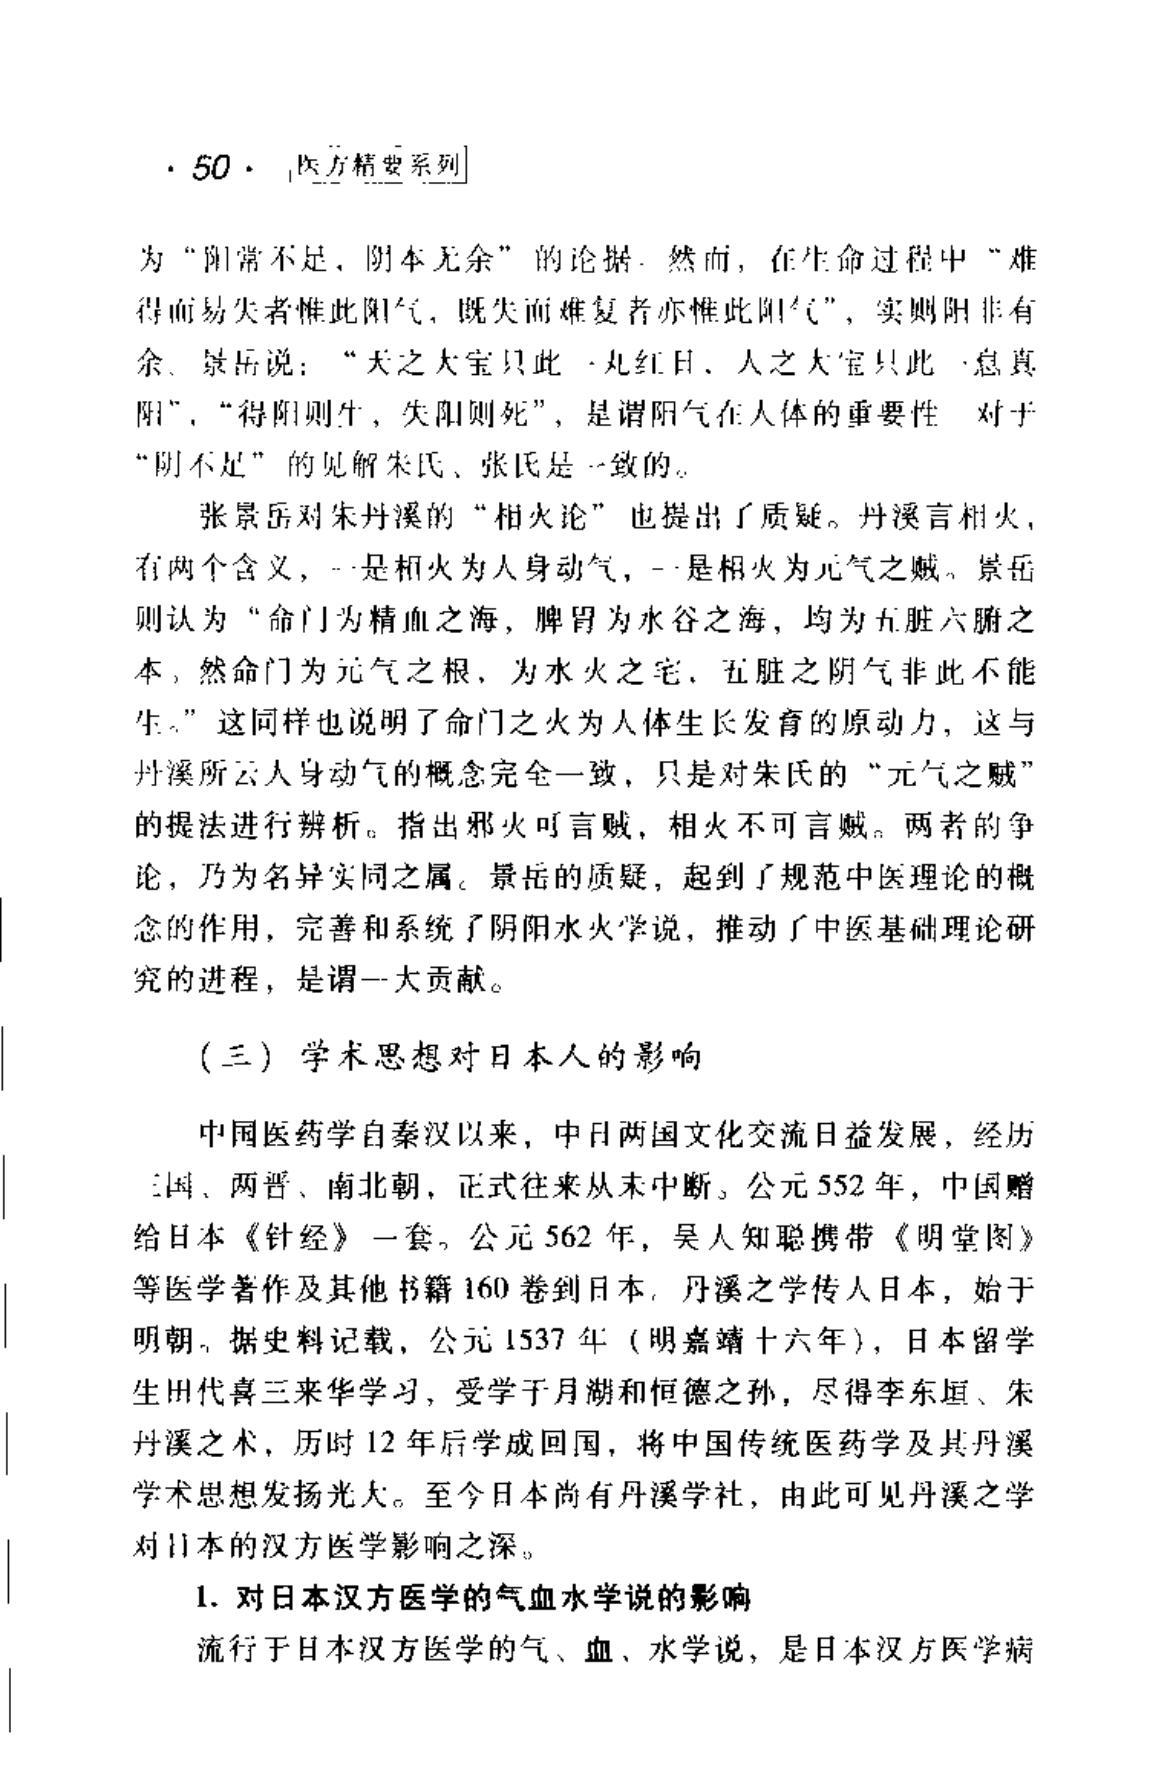 ·50· 医方精要系列
为“阳常不足，阴本无余”的论据。然而，在生命过程中“难
得而易失者惟此阳气，既失而难复者亦惟此阳气”，实则阳非有
余。景岳说：“天之大宝只此一丸红日，人之大宝只此一息真
阳”，“得阳则生，失阳则死”，是谓阳气在人体的重要性 对于
“阴不足”的见解朱氏、张氏是一致的。
张景岳对朱丹溪的“相火论”也提出了质疑。丹溪言相火，
有两个含义，一是相火为人身动气，一是相火为元气之贼。景岳
则认为“命门为精血之海，脾胃为水谷之海，均为五脏六腑之
本。然命门为元气之根，为水火之宅，五脏之阴气非此不能
生。”这同样也说明了命门之火为人体生长发育的原动力，这与
丹溪所云人身动气的概念完全一致，只是对朱氏的“元气之贼”
的提法进行辨析。指出邪火可言贼，相火不可言贼。两者的争
论，乃为名异实同之属。景岳的质疑，起到了规范中医理论的概
念的作用，完善和系统了阴阳水火学说，推动了中医基础理论研
究的进程，是谓一大贡献。
（三）学术思想对日本人的影响
中国医药学自秦汉以来，中日两国文化交流日益发展，经历
三国、两晋、南北朝，正式往来从未中断。公元552年，中国赠
给日本《针经》一套。公元562年，吴人知聪携带《明堂图》
等医学著作及其他书籍160卷到日本。丹溪之学传人日本，始于
明朝。据史料记载，公元1537年（明嘉靖十六年），日本留学
生田代喜三来华学习，受学于月湖和恒德之孙，尽得李东垣、朱
丹溪之术，历时12年后学成回国，将中国传统医药学及其丹溪
学术思想发扬光大。至今日本尚有丹溪学社，由此可见丹溪之学
对日本的汉方医学影响之深。
1. 对日本汉方医学的气血水学说的影响
流行于日本汉方医学的气、血、水学说，是日本汉方医学病